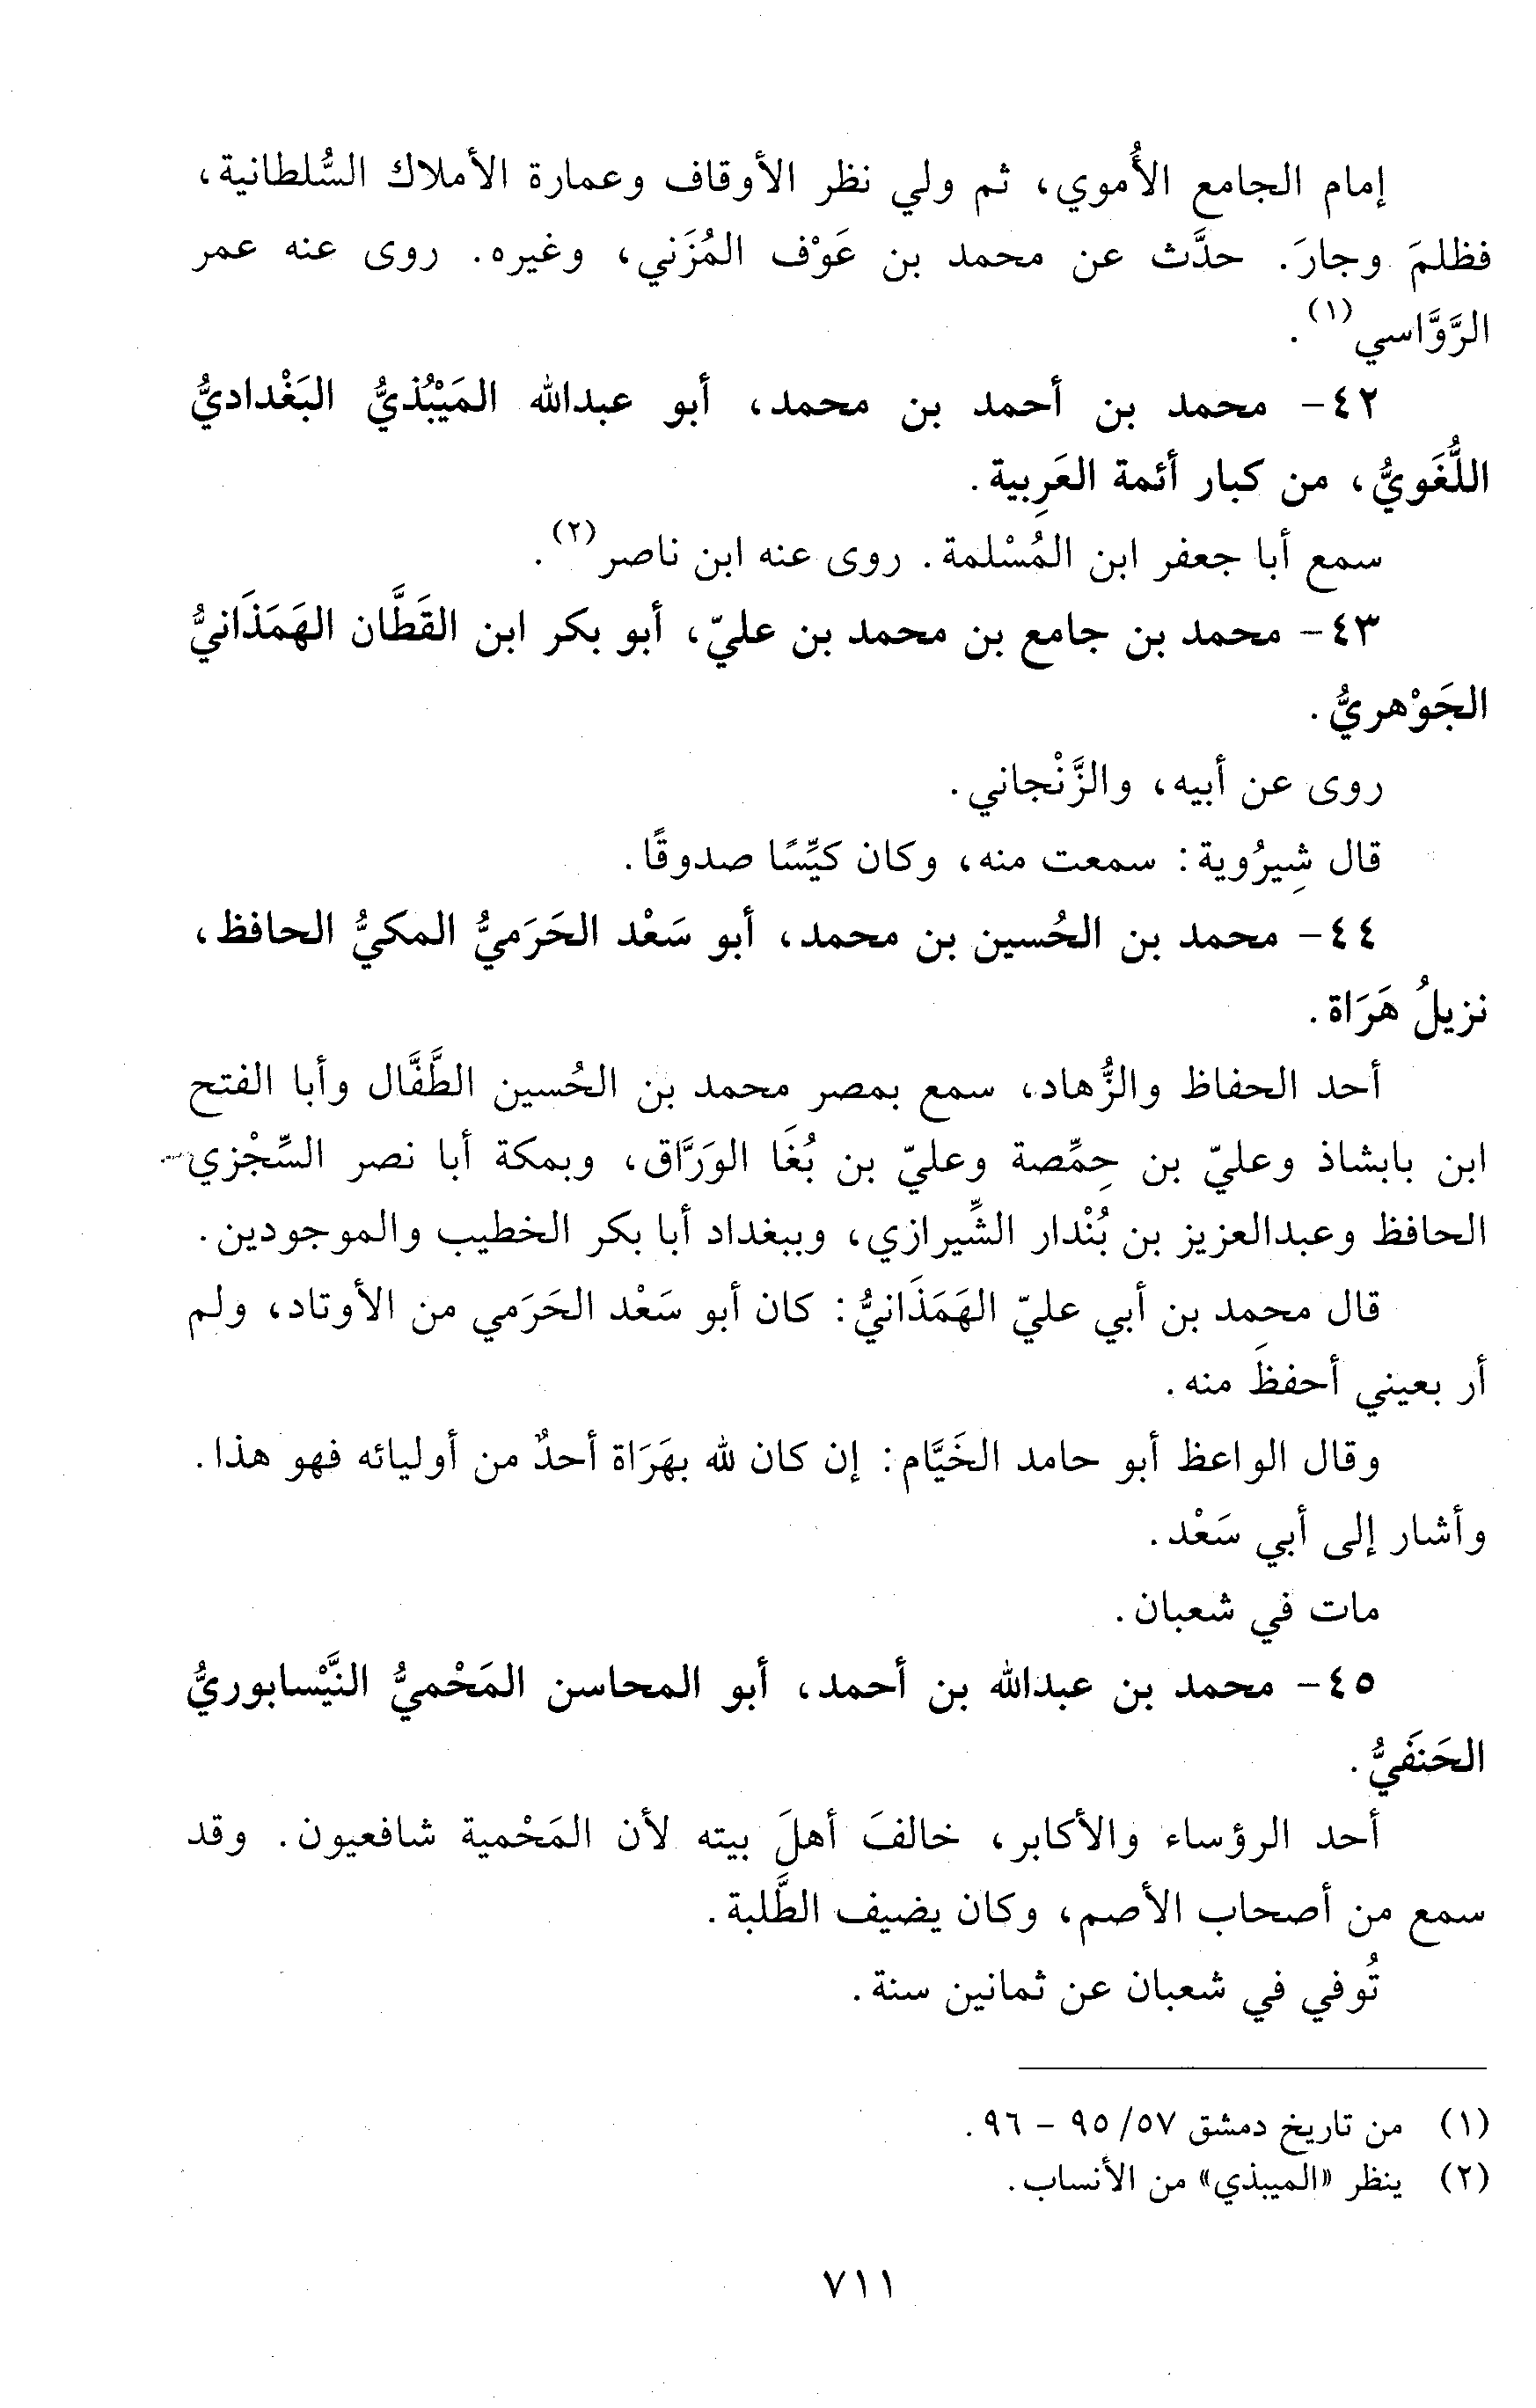 إمام الجامع الأُموي، ثم ولي نظر الأوقاف وعمارة الأملاك السُّلطانية،
فظلمَ وجارَ. حدَّث عن محمد بن عَوْف المُزَني، وغيره. روى عنه عمر
الرَّوَّاسي(١).
٤٢- محمد بن أحمد بن محمد، أبو عبدالله المَيْبُذيُّ البَغْداديُّ
اللُّغَويُّ، من كبار أئمة العَرِبية.
سمع أبا جعفر ابن المُسْلمة. روى عنه ابن ناصر(٢).
٤٣- محمد بن جامع بن محمد بن عليّ، أبو بكر ابن القَطَّان الهَمَذَانيُّ
الجَوْهريُّ.
روى عن أبيه، والزَّنْجاني.
قال شِيرُوية: سمعت منه، وكان كيِّسًا صدوقًا.
٤٤- محمد بن الحُسين بن محمد، أبو سَعْد الحَرَميُّ المكيُّ الحافظ،
نزيلُ هَرَاة.
أحد الحفاظ والزُّهاد، سمع بمصر محمد بن الحُسين الطَّفَّال وأبا الفتح
ابن بابشاذ وعليّ بن حِمِّصة وعليّ بن بُغَا الوَرَّاق، وبمكة أبا نصر السِّجْزي
الحافظ وعبدالعزيز بن بُنْدار الشِّيرازي، وببغداد أبا بكر الخطيب والموجودين.
قال محمد بن أبي عليّ الهَمَذَانيُّ: كان أبو سَعْد الحَرَمي من الأوتاد، ولم
أر بعيني أحفظَ منه.
وقال الواعظ أبو حامد الخَيَّام: إن كان لله بهَرَاة أحدٌ من أوليائه فهو هذا.
وأشار إلى أبي سَعْد.
مات في شعبان.
٤٥- محمد بن عبدالله بن أحمد، أبو المحاسن المَحْميُّ النَّيْسابوريُّ
الحَنَفيُّ.
أحد الرؤساء والأكابر، خالفَ أهلَ بيته لأن المَحْمية شافعيون. وقد
سمع من أصحاب الأصم، وكان يضيف الطَّلبة.
تُوفي في شعبان عن ثمانين سنة.
(١) من تاريخ دمشق ٥٧/ ٩٥ - ٩٦.
(٢) ينظر «الميبذي» من الأنساب.
٧١١